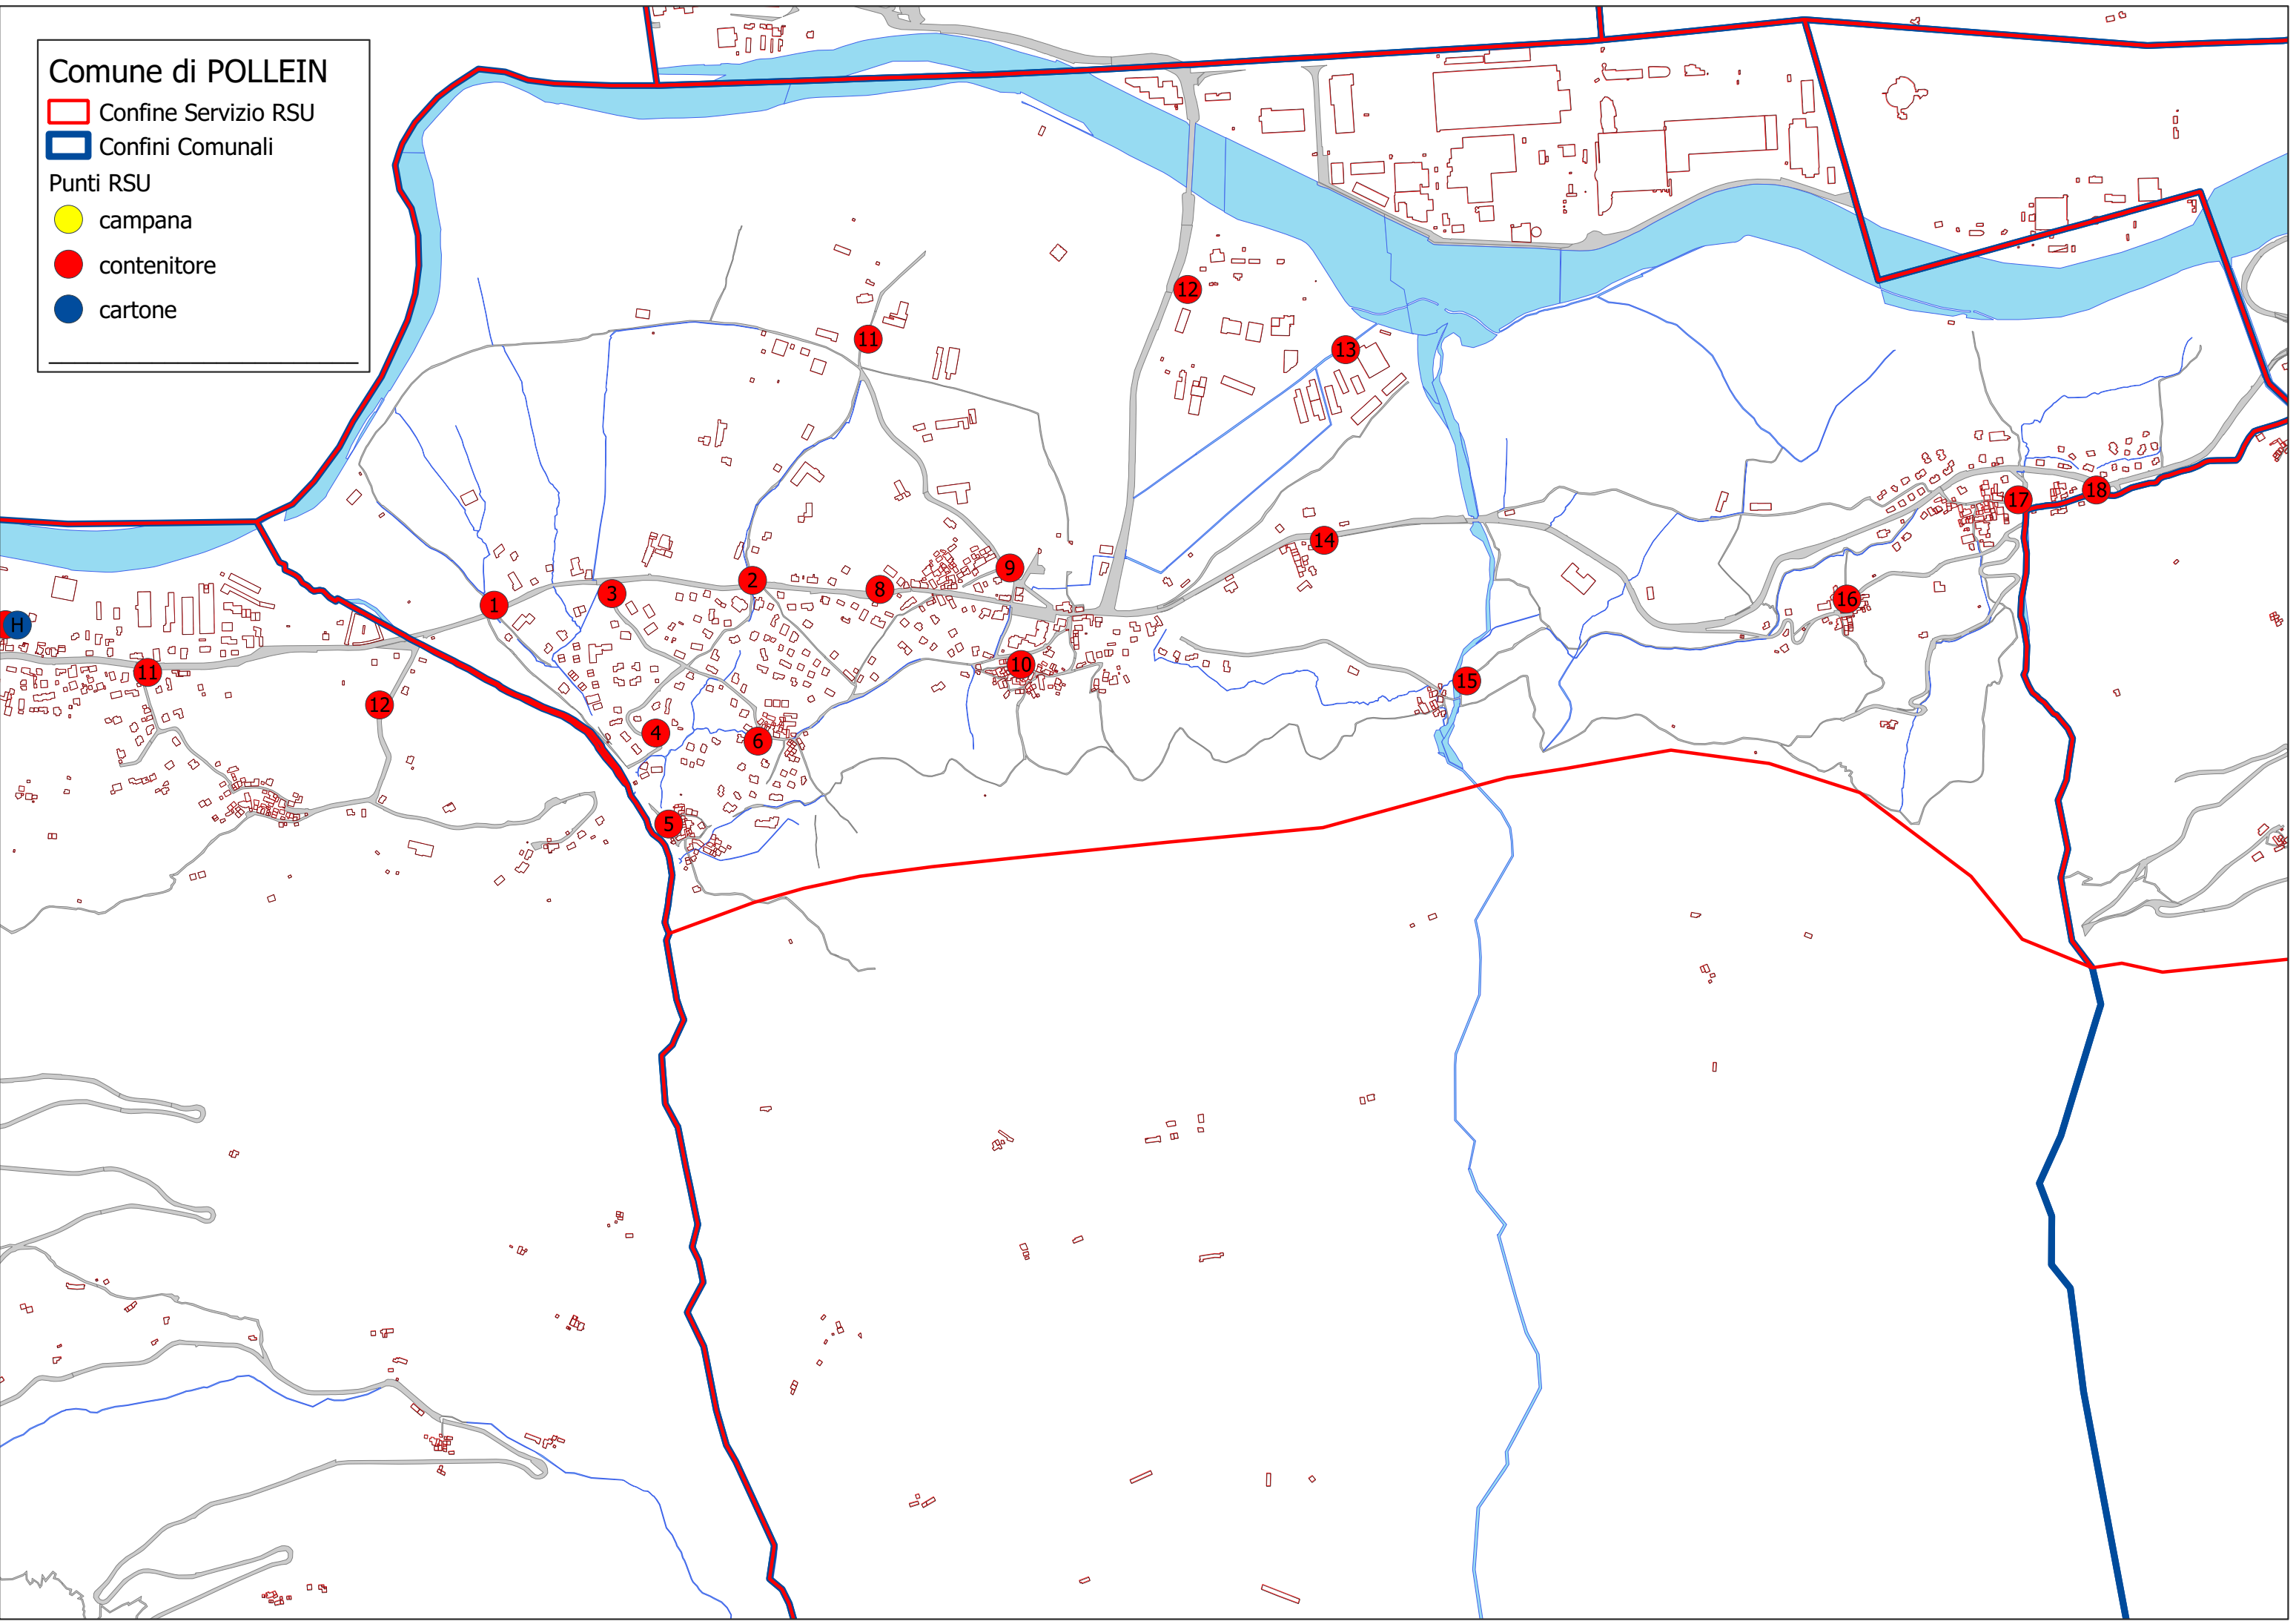 Comune di POLLEIN
Confine Servizio RSU
Confini Comunali
Punti RSU
campana
contenitore
cartone
12
11
13
18
17
14
9
2
8
3
16
1
H
10
11
15
12
4
6
5